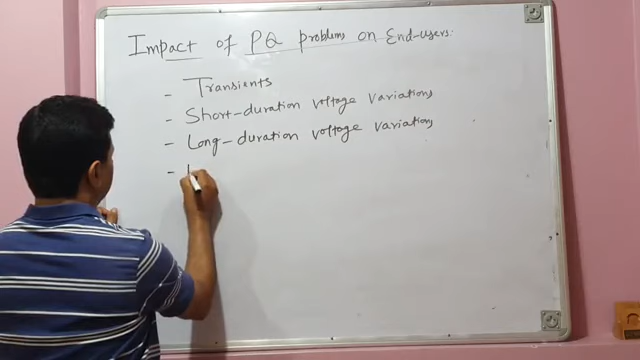 Impact of PQ problems on End-users:
- Transients
- Short-duration voltage variations
- Long-duration voltage variations
-